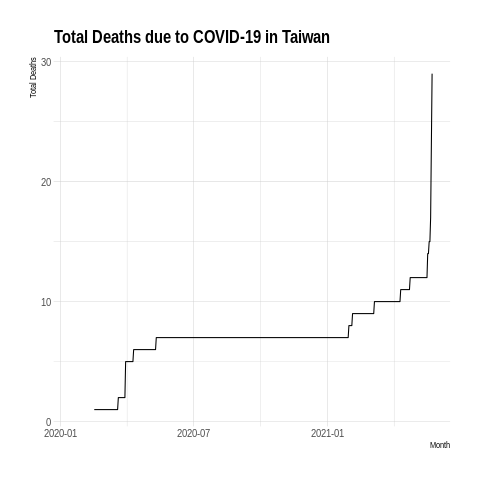 Total Deaths due to COVID-19 in Taiwan
Total Deaths
30
20
10
0
2020-01
2020-07
2021-01
Month